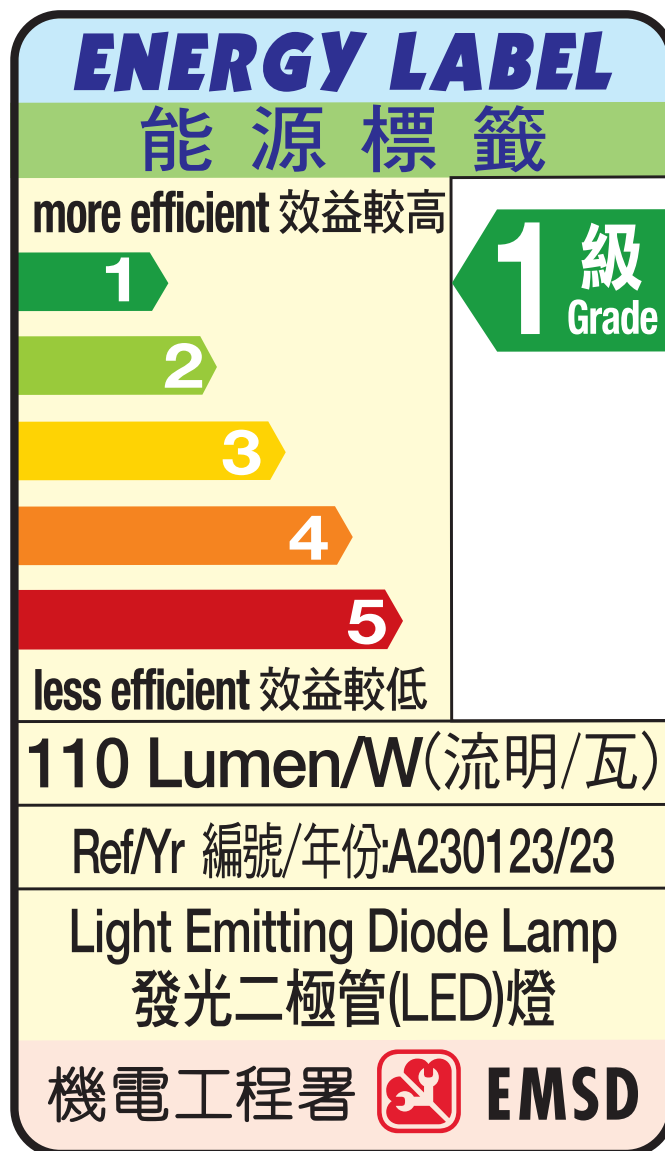 ENERGY LABEL
能源標籤
more efficient 效益較高
1
2
3
4
5
less efficient 效益較低
1 級
Grade
110 Lumen/W(流明/瓦)
Ref/Yr 編號/年份:A230123/23
Light Emitting Diode Lamp
發光二極管(LED)燈
機電工程署 EMSD